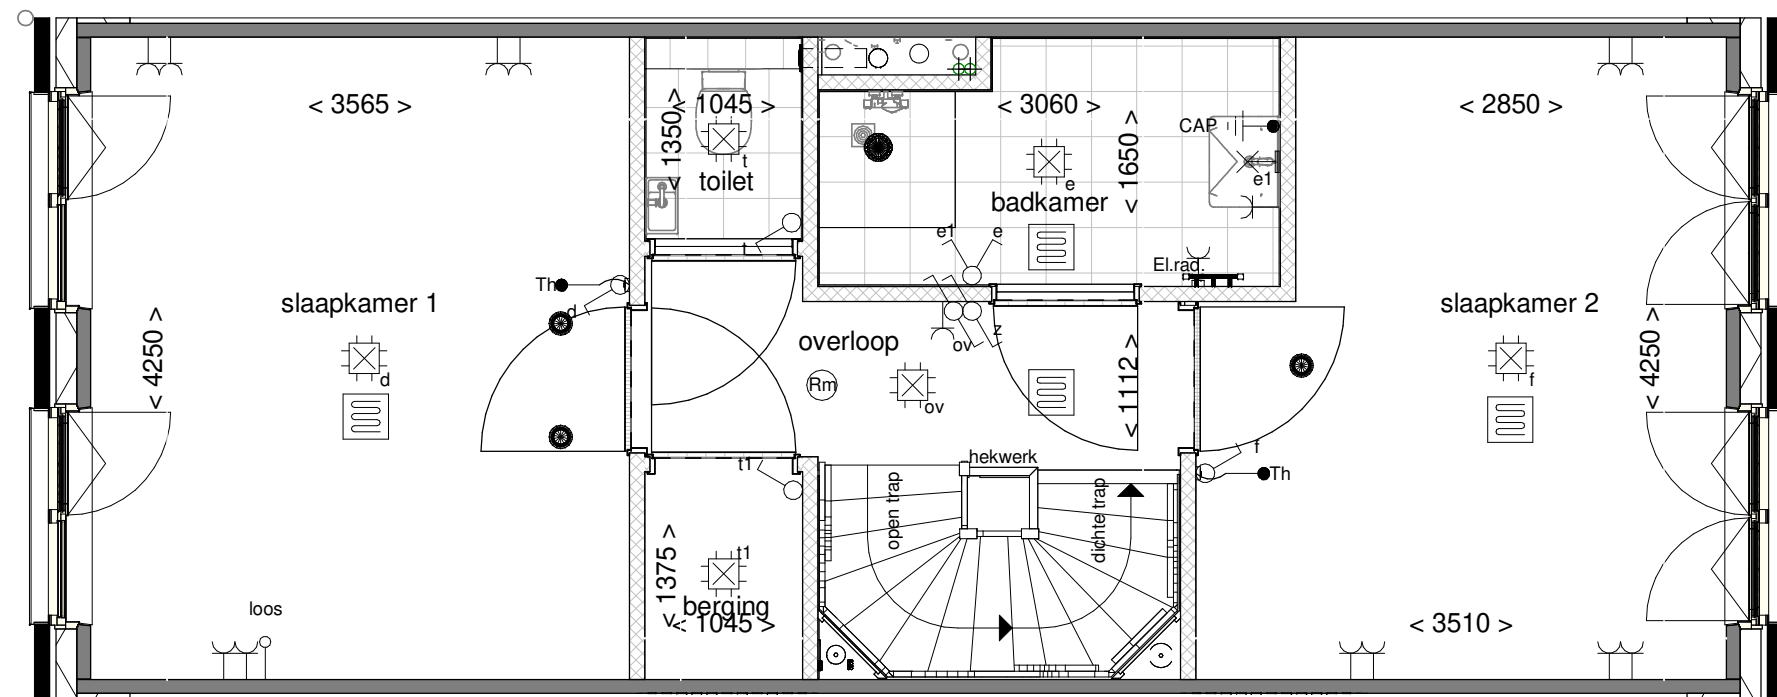 < 3565 >
< 1045 >
< 3060 >
< 2850 >
< 1350 >
< 1650 >
CAP
t
toilet
e
badkamer
e1
e1
e
t
El.rad.
Th
d
slaapkamer 1
slaapkamer 2
overloop
ov
z
< 4250 >
< 1112 >
< 4250 >
d
Rm
ov
f
hekwerk
t1
f
Th
open trap
dichte trap
< 1375 >
t1
berging
loos
< 1045 >
< 3510 >